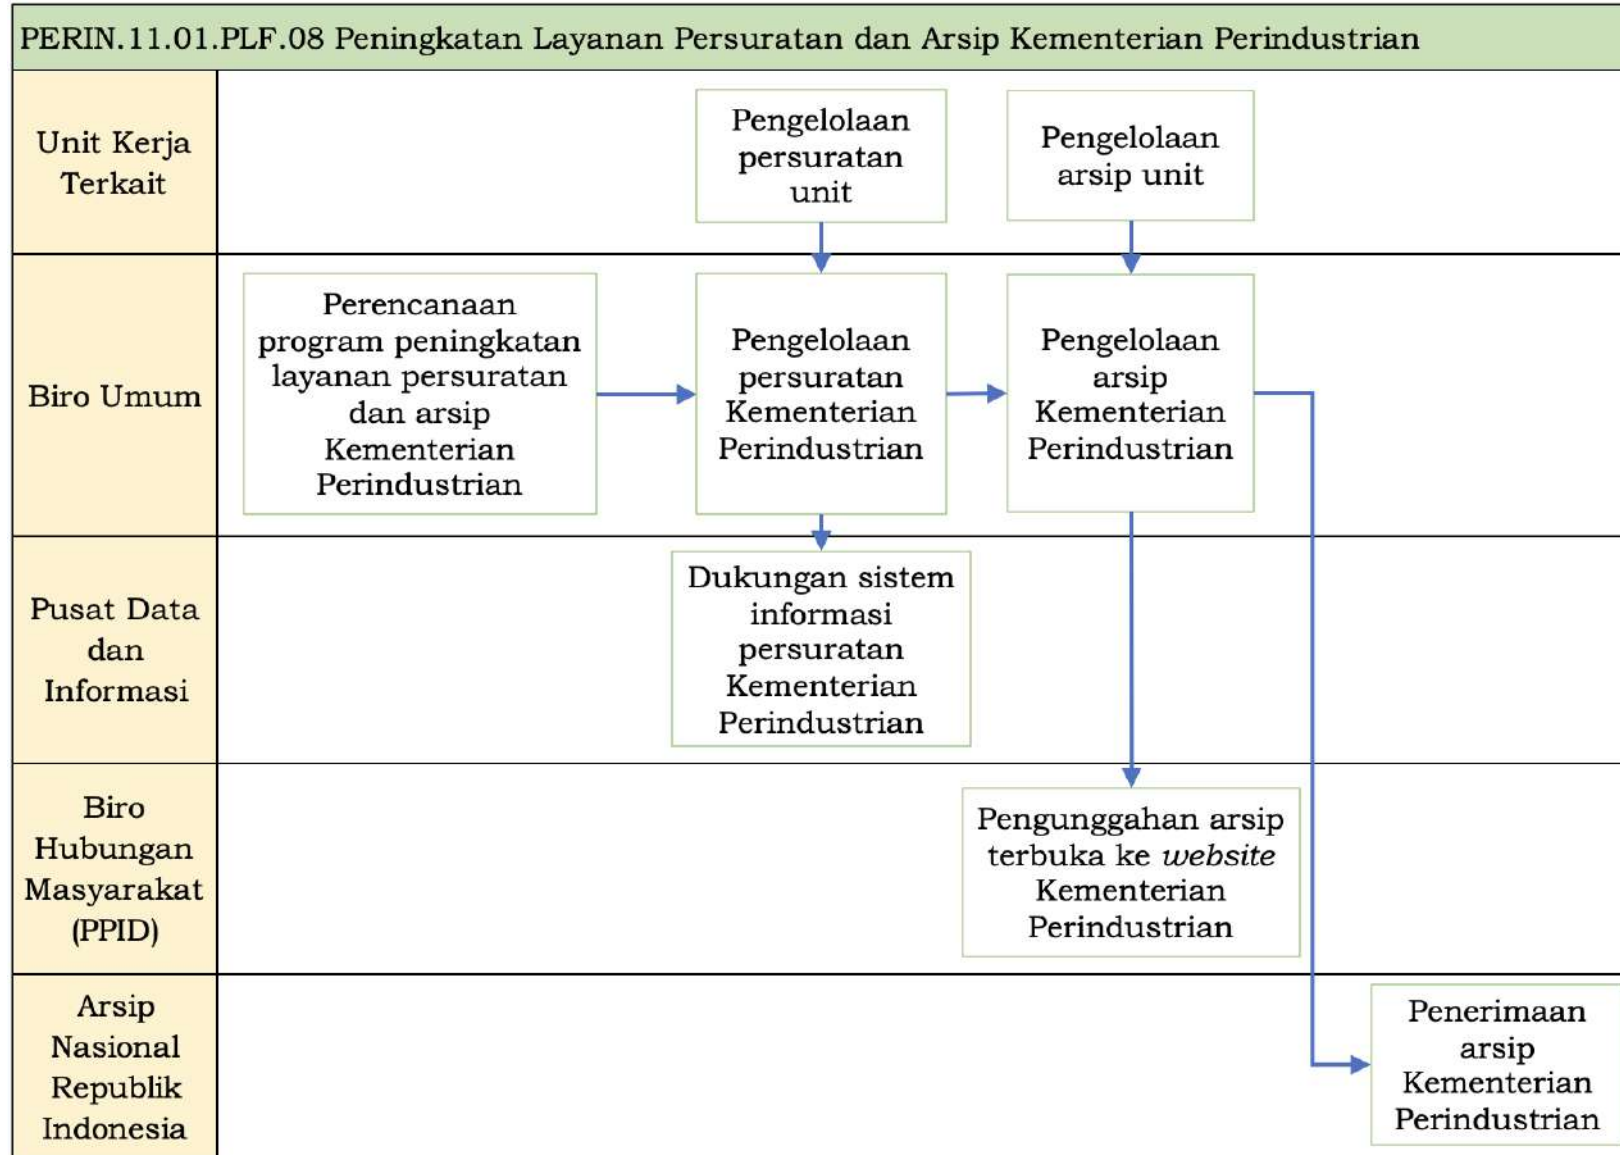 PERIN.11.01.PLF.08 Peningkatan Layanan Persuratan dan Arsip Kementerian Perindustrian
Unit Kerja
Terkait
Pengelolaan
persuratan
unit
Pengelolaan
arsip unit
Biro Umum
Perencanaan
program peningkatan
layanan persuratan
dan arsip
Kementerian
Perindustrian
Pengelolaan
persuratan
Kementerian
Perindustrian
Pengelolaan
arsip
Kementerian
Perindustrian
Pusat Data
dan
Informasi
Dukungan sistem
informasi
persuratan
Kementerian
Perindustrian
Biro
Hubungan
Masyarakat
(PPID)
Pengunggahan arsip
terbuka ke website
Kementerian
Perindustrian
Arsip
Nasional
Republik
Indonesia
Penerimaan
arsip
Kementerian
Perindustrian